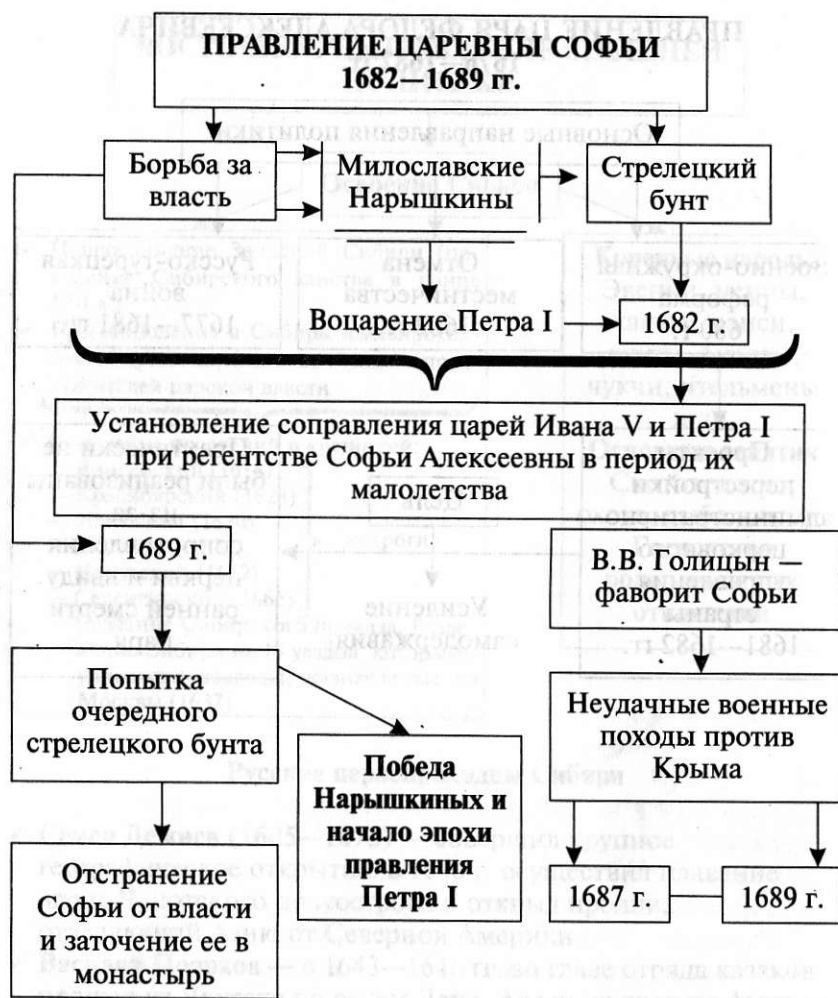 ПРАВЛЕНИЕ ЦАРЕВНЫ СОФЬИ
1682—1689 гг.
Борьба за
власть
Милославские
Нарышкины
Стрелецкий
бунт
Воцарение Петра I
1682 г.
Установление соправления царей Ивана V и Петра I
при регентстве Софьи Алексеевны в период их
малолетства
1689 г.
В.В. Голицын —
фаворит Софьи
Попытка
очередного
стрелецкого бунта
Победа
Нарышкиных и
начало эпохи
правления
Петра I
Неудачные военные
походы против
Крыма
Отстранение
Софьи от власти
и заточение ее в
монастырь
1687 г.
1689 г.